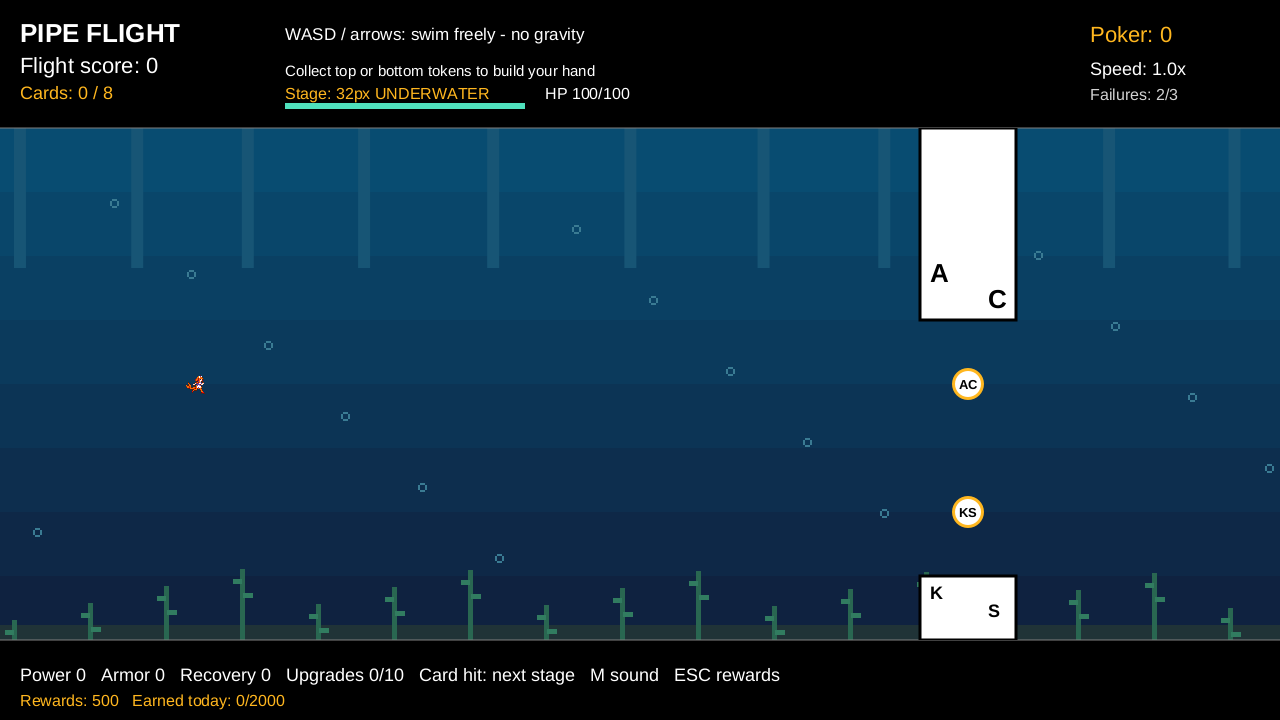 PIPE FLIGHT
Flight score: 0
Cards: 0 / 8
WASD / arrows: swim freely - no gravity
Collect top or bottom tokens to build your hand
Stage: 32px UNDERWATER HP 100/100
Poker: 0
Speed: 1.0x
Failures: 2/3
A
C
AC
KS
K
S
Power 0 Armor 0 Recovery 0 Upgrades 0/10 Card hit: next stage M sound ESC rewards
Rewards: 500 Earned today: 0/2000